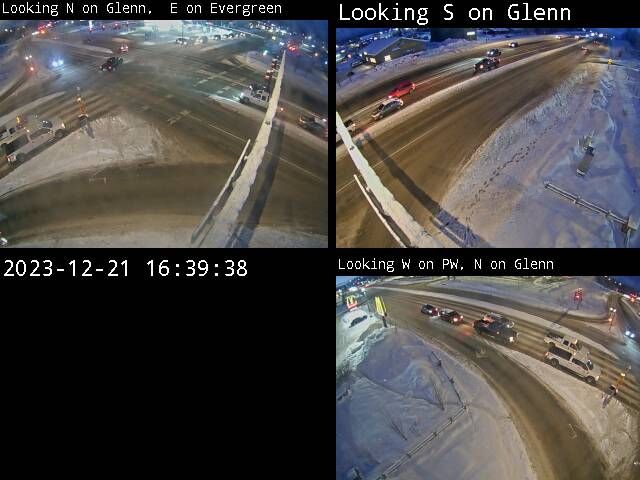 Looking N on Glenn,  E on Evergreen
Looking S on Glenn
2023-12-21 16:39:38
Looking W on PW, N on Glenn